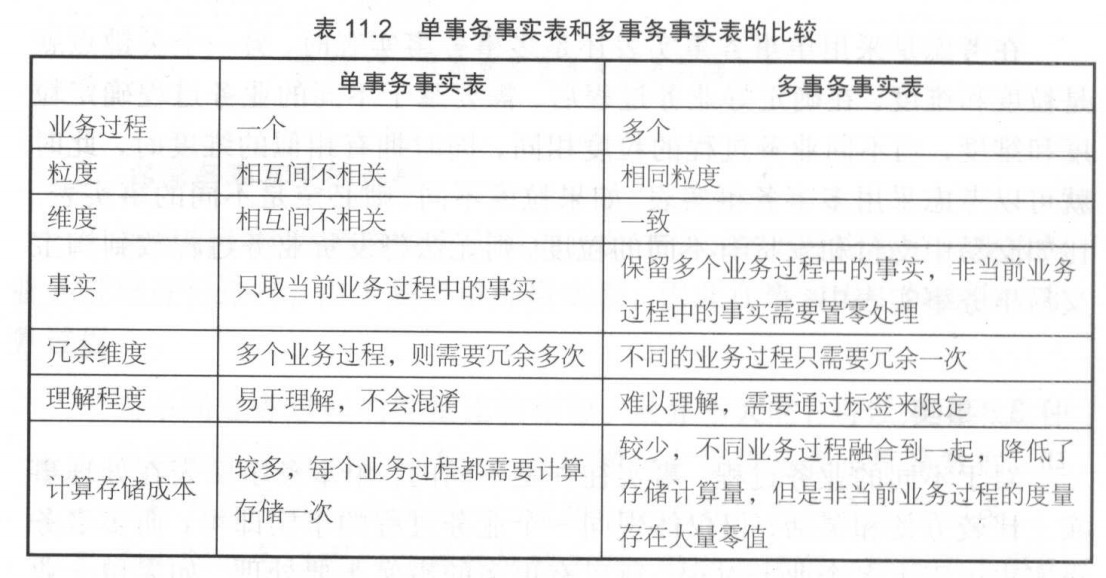 表 11.2 单事务事实表和多事务事实表的比较
单事务事实表 多事务事实表
业务过程 一个 多个
粒度 相互间不相关 相同粒度
维度 相互间不相关 一致
事实 只取当前业务过程中的事实 保留多个业务过程中的事实，非当前业务
过程中的事实需要置零处理
冗余维度 多个业务过程，则需要冗余多次 不同的业务过程只需要冗余一次
理解程度 易于理解，不会混淆 难以理解，需要通过标签来限定
计算存储成本 较多，每个业务过程都需要计算
存储一次
较少，不同业务过程融合到一起，降低了
存储计算量，但是非当前业务过程的度量
存在大量零值